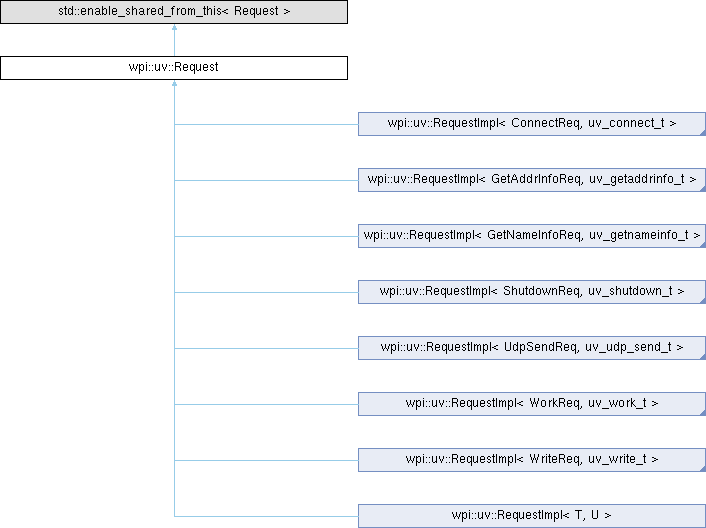 std::enable_shared_from_this< Request >
wpi::uv::Request
wpi::uv::RequestImpl< ConnectReq, uv_connect_t >
wpi::uv::RequestImpl< GetAddrInfoReq, uv_getaddrinfo_t >
wpi::uv::RequestImpl< GetNameInfoReq, uv_getnameinfo_t >
wpi::uv::RequestImpl< ShutdownReq, uv_shutdown_t >
wpi::uv::RequestImpl< UdpSendReq, uv_udp_send_t >
wpi::uv::RequestImpl< WorkReq, uv_work_t >
wpi::uv::RequestImpl< WriteReq, uv_write_t >
wpi::uv::RequestImpl< T, U >